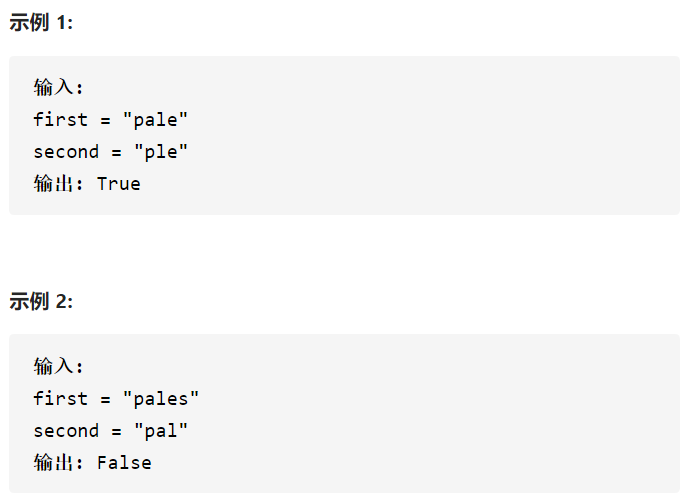 示例 1:
输入：
first = "pale"
second = "ple"
输出：True
示例 2:
输入：
first = "pales"
second = "pal"
输出：False